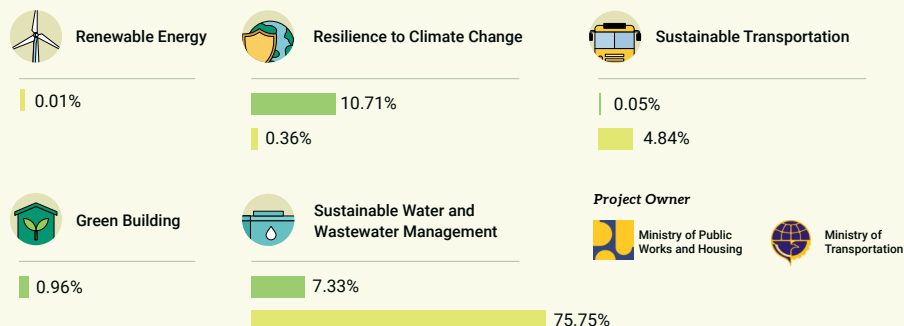 Renewable Energy
0.01%
Resilience to Climate Change
10.71%
0.36%
Sustainable Transportation
0.05%
4.84%
Green Building
0.96%
Sustainable Water and
Wastewater Management
7.33%
75.75%
Project Owner
Ministry of Public
Works and Housing
Ministry of
Transportation